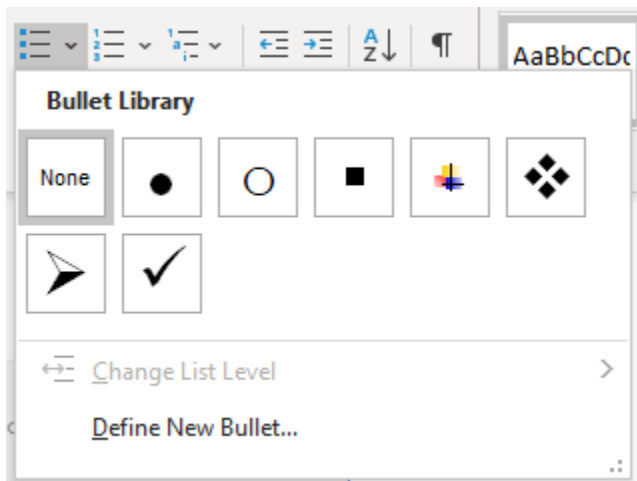 AaBbCcDc
Bullet Library
None
Change List Level
Define New Bullet...